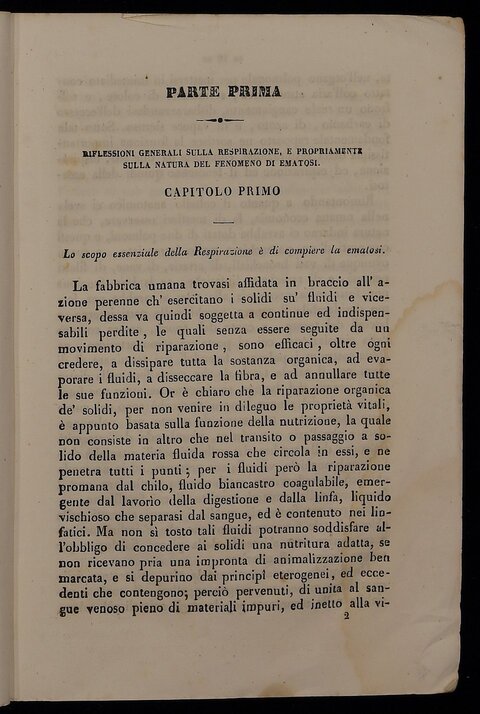 PARTE PRIMA
RIFLESSIONI GENERALI SULLA RESPIRAZIONE, E PROPRIAMENTE
SULLA NATURA DEL FENOMENO DI EMATOSI.
CAPITOLO PRIMO
Lo scopo essenziale della Respirazione è di compiere la ematosi.
La fabbrica umana trovasi affidata in braccio all' a-
zione perenne ch' esercitano i solidi su' fluidi e vice-
versa, dessa va quindi soggetta a continue ed indispen-
sabili perdite, le quali senza essere seguite da un
movimento di riparazione, sono efficaci, oltre ogni
credere, a dissipare tutta la sostanza organica, ad eva-
porare i fluidi, a disseccare la fibra, e ad annullare tutte
le sue funzioni. Or è chiaro che la riparazione organica
de' solidi, per non venire in dileguo le proprietà vitali,
è appunto basata sulla funzione della nutrizione, la quale
non consiste in altro che nel transito o passaggio a so-
lido della materia fluida rossa che circola in essi, e ne
penetra tutti i punti; per i fluidi però la riparazione
promana dal chilo, fluido biancastro coagulabile, emer-
gente dal lavorìo della digestione e dalla linfa, liquido
vischioso che separasi dal sangue, ed è contenuto nei lin-
fatici. Ma non sì tosto tali fluidi potranno soddisfare al-
l'obbligo di concedere ai solidi una nutritura adatta, se
non ricevano pria una impronta di animalizzazione ben
marcata, e si depurino dai principî eterogenei, ed ecce-
denti che contengono; perciò pervenuti, di unita al san-
gue venoso pieno di materiali impuri, ed inetto alla vi-
2